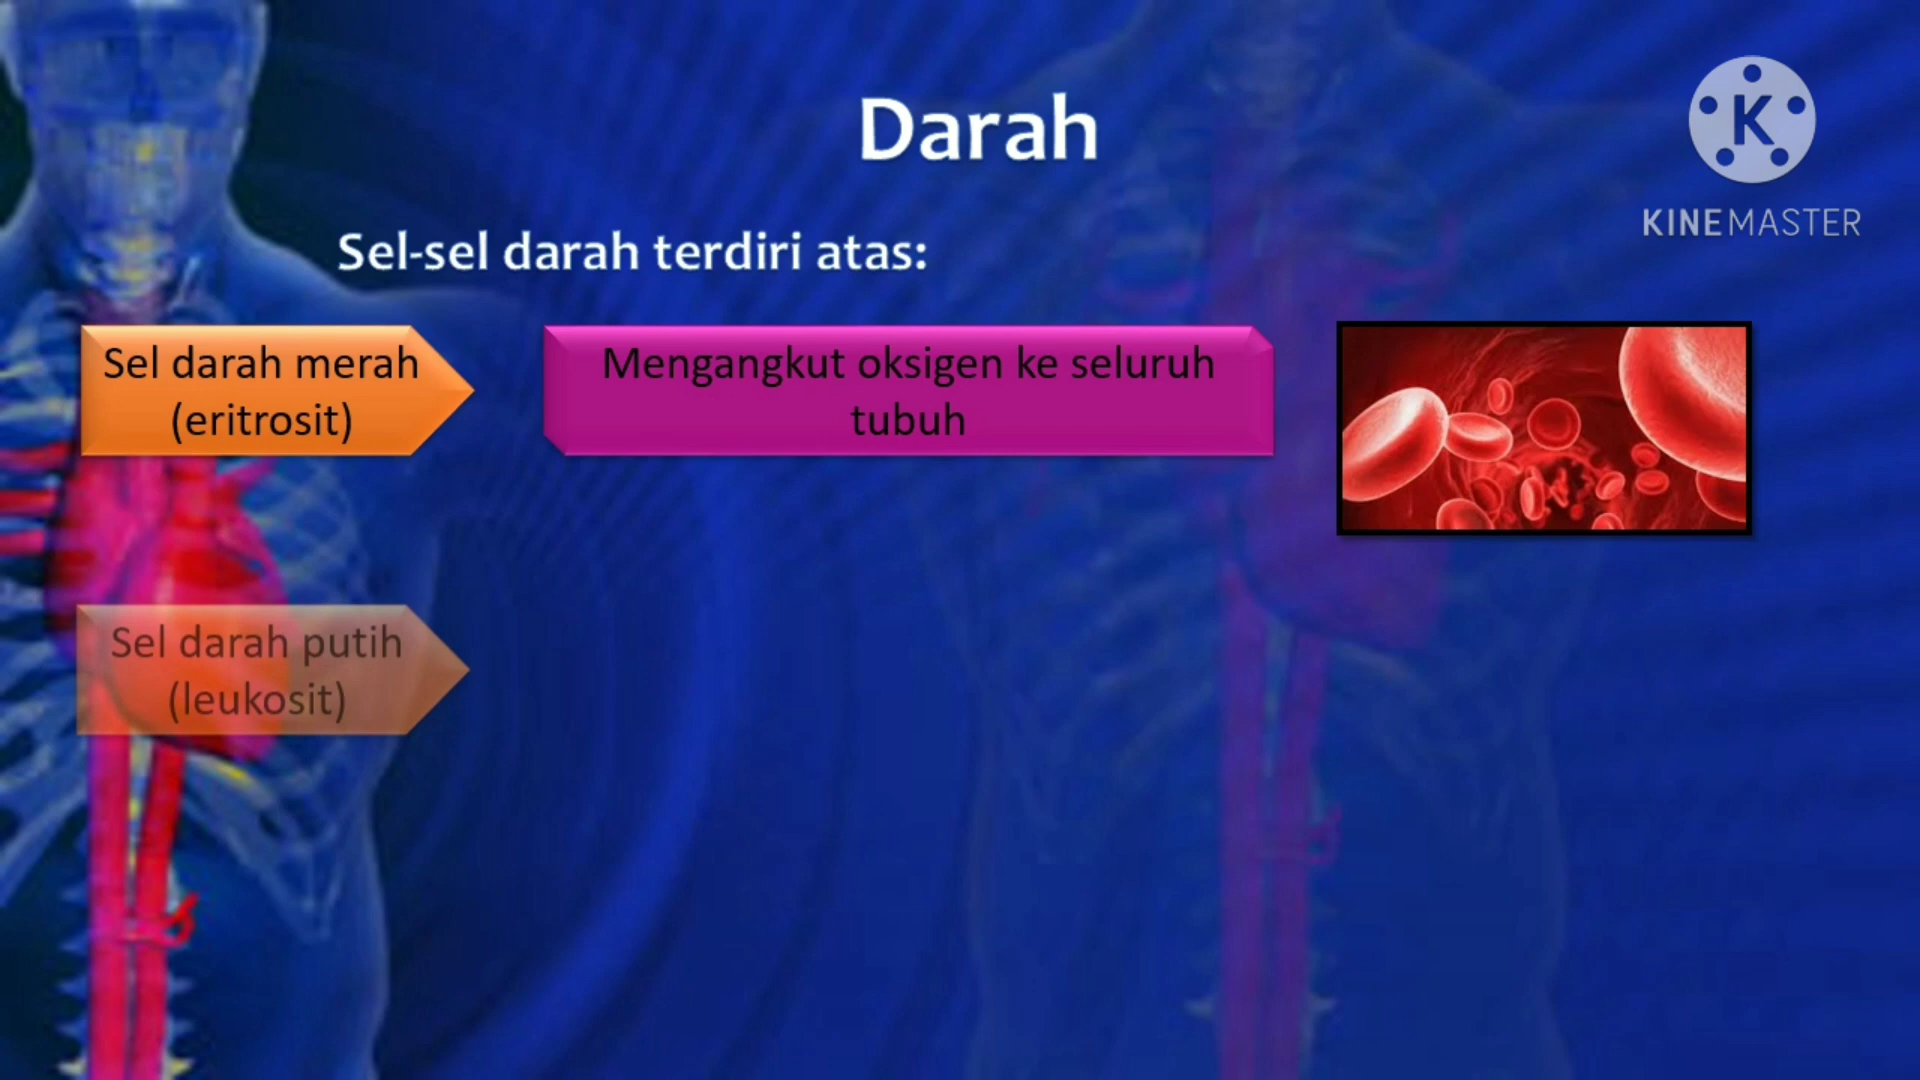 Darah
K
KINEMASTER
Sel-sel darah terdiri atas:
Sel darah merah
(eritrosit)
Mengangkut oksigen ke seluruh
tubuh
Sel darah putih
(leukosit)